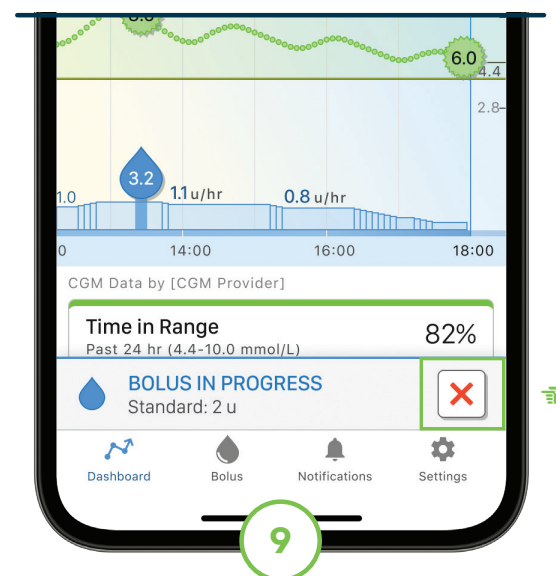 6.0
4.4
2.8
3.2
1.0
1.1 u/hr
0.8 u/hr
0
14:00
16:00
18:00
CGM Data by [CGM Provider]
Time in Range
82%
Past 24 hr (4.4-10.0 mmol/L)
BOLUS IN PROGRESS
Standard: 2 u
Dashboard
Bolus
Notifications
Settings
9